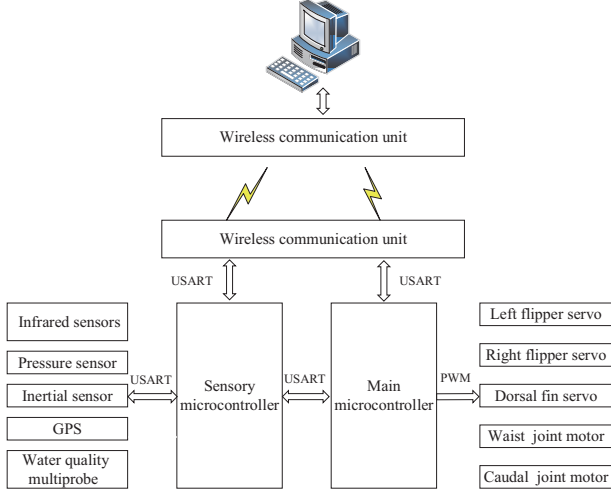 Wireless communication unit
Wireless communication unit
USART
USART
Infrared sensors
Pressure sensor
Inertial sensor
GPS
Water quality
multiprobe
USART
Sensory
microcontroller
USART
Main
microcontroller
PWM
Left flipper servo
Right flipper servo
Dorsal fin servo
Waist joint motor
Caudal joint motor